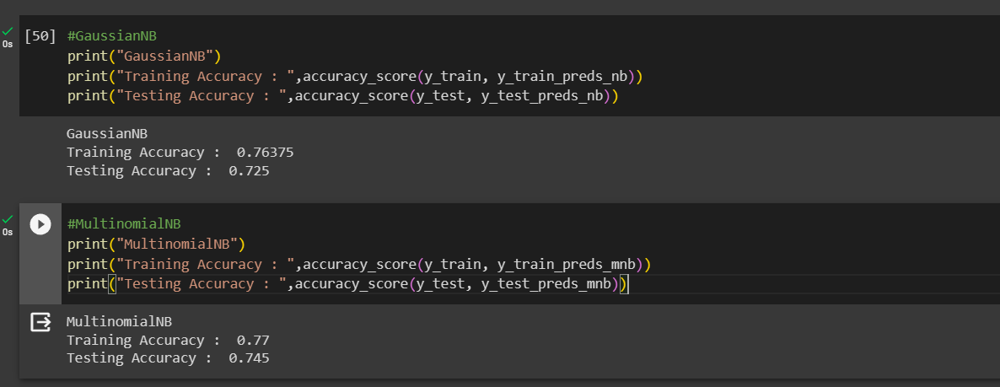 [50] #GaussianNB
print("GaussianNB")
0s
print("Training Accuracy : ",accuracy_score(y_train, y_train_preds_nb))
print("Testing Accuracy : ",accuracy_score(y_test, y_test_preds_nb))
GaussianNB
Training Accuracy :  0.76375
Testing Accuracy :  0.725
#MultinomialNB
0s
print("MultinomialNB")
print("Training Accuracy : ",accuracy_score(y_train, y_train_preds_mnb))
print("Testing Accuracy : ",accuracy_score(y_test, y_test_preds_mnb))
MultinomialNB
Training Accuracy :  0.77
Testing Accuracy :  0.745